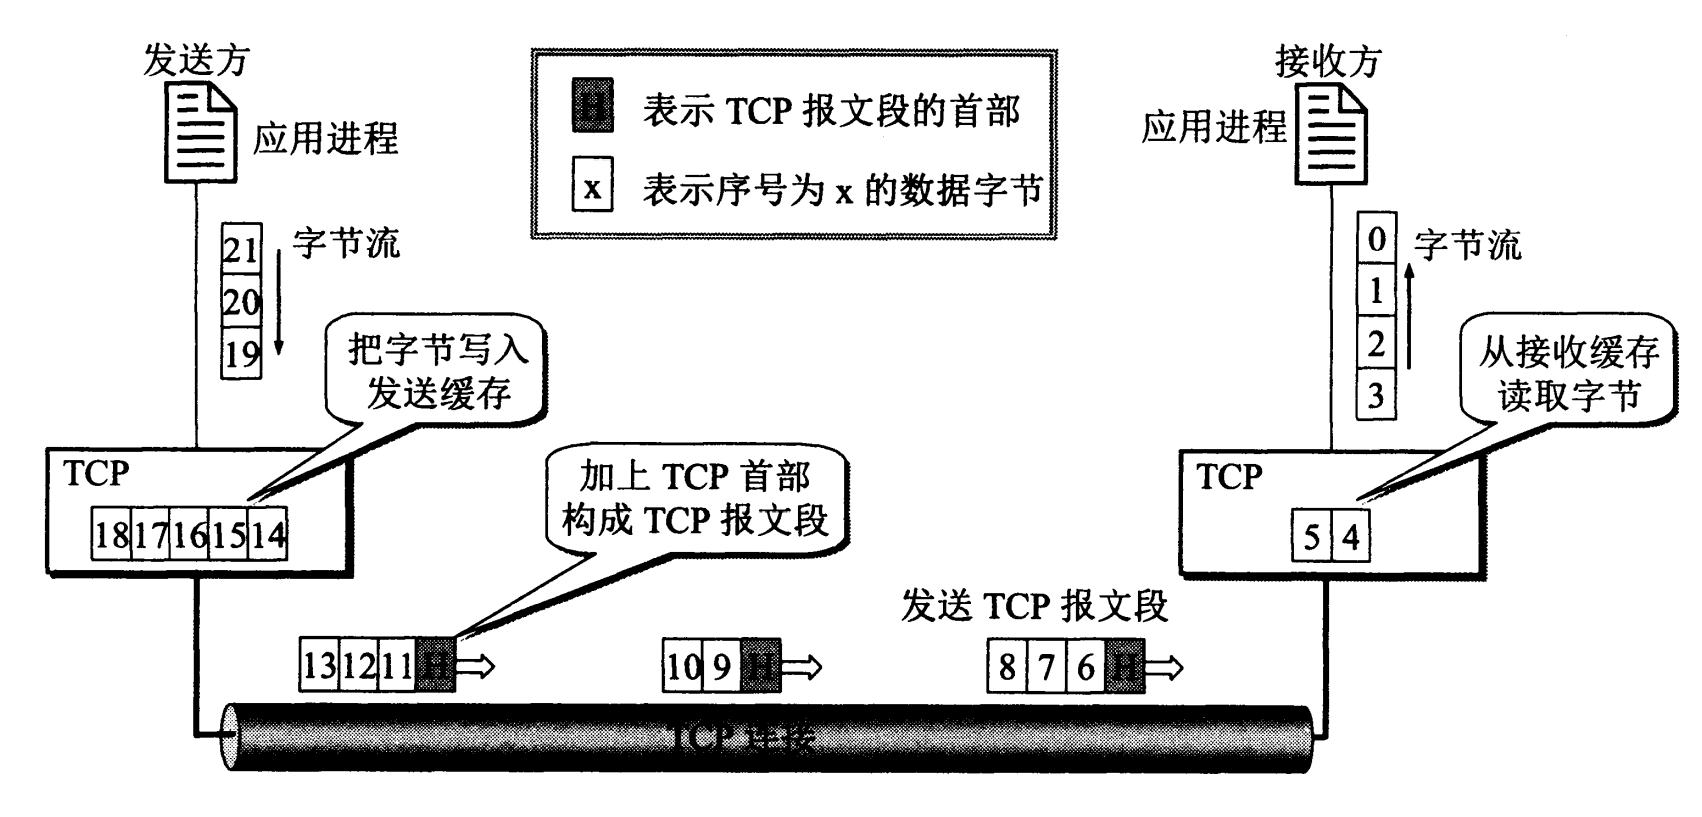 发送方
接收方
H 表示 TCP 报文段的首部
x 表示序号为 x 的数据字节
应用进程
应用进程
21
20
19
字节流
0
1
2
3
字节流
把字节写入
发送缓存
从接收缓存
读取字节
TCP
18 17 16 15 14
加上 TCP 首部
构成 TCP 报文段
TCP
5 4
发送 TCP 报文段
13 12 11 H
10 9 H
8 7 6 H
TCP 连接